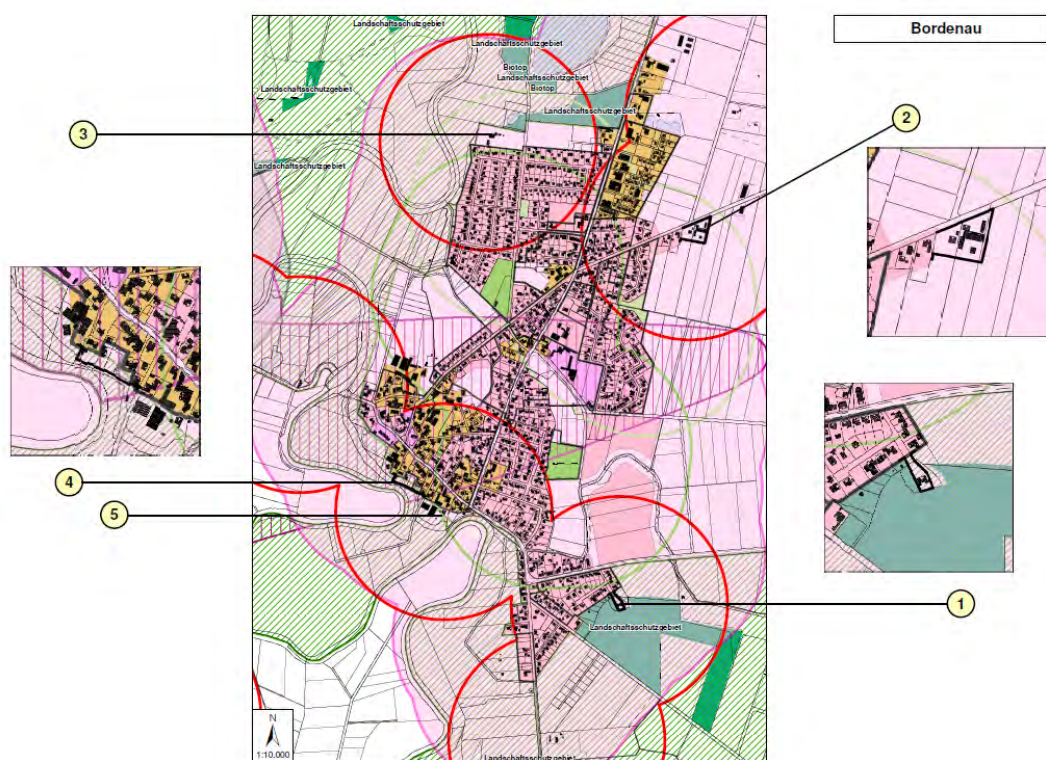 Bordenau
Landschaftsschutzgebiet
Landschaftsschutzgebiet
Biotop
Landschaftsschutzgebiet
Biotop
Landschaftsschutzgebiet
Landschaftsschutzgebiet
2
3
Landschaftsschutzgebiet
4
5
1
Landschaftsschutzgebiet
N
1:10.000
Landschaftsschutzgebiet